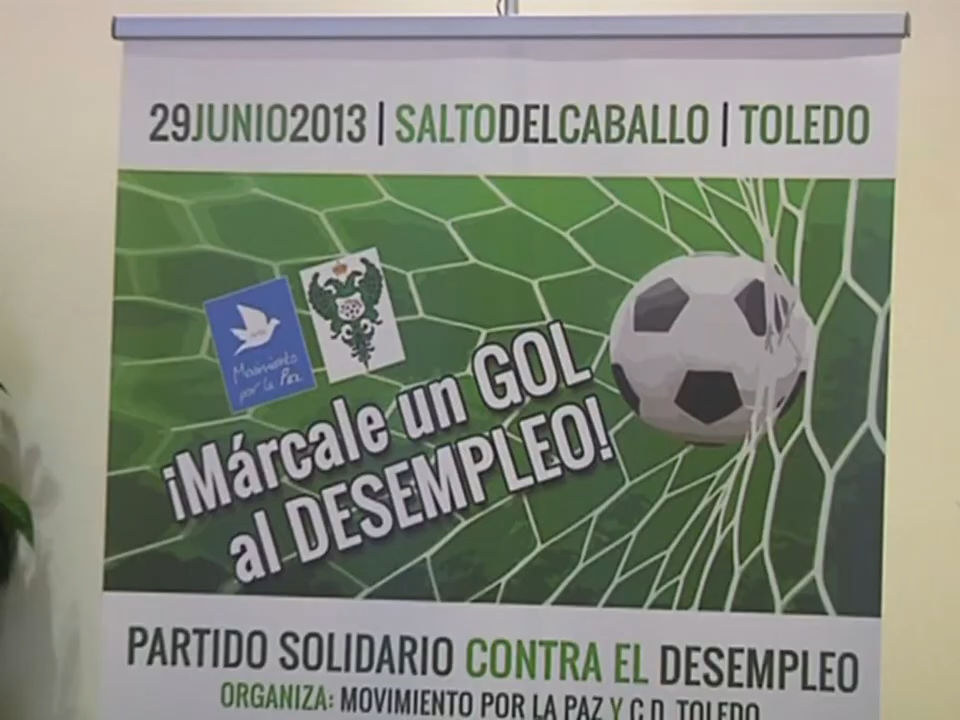 29JUNIO2013 | SALTODELCABALLO | TOLEDO
Movimiento
por la Paz
¡Márcale un GOL
al DESEMPLEO!
PARTIDO SOLIDARIO CONTRA EL DESEMPLEO
ORGANIZA: MOVIMIENTO POR LA PAZ Y C.D. TOLEDO